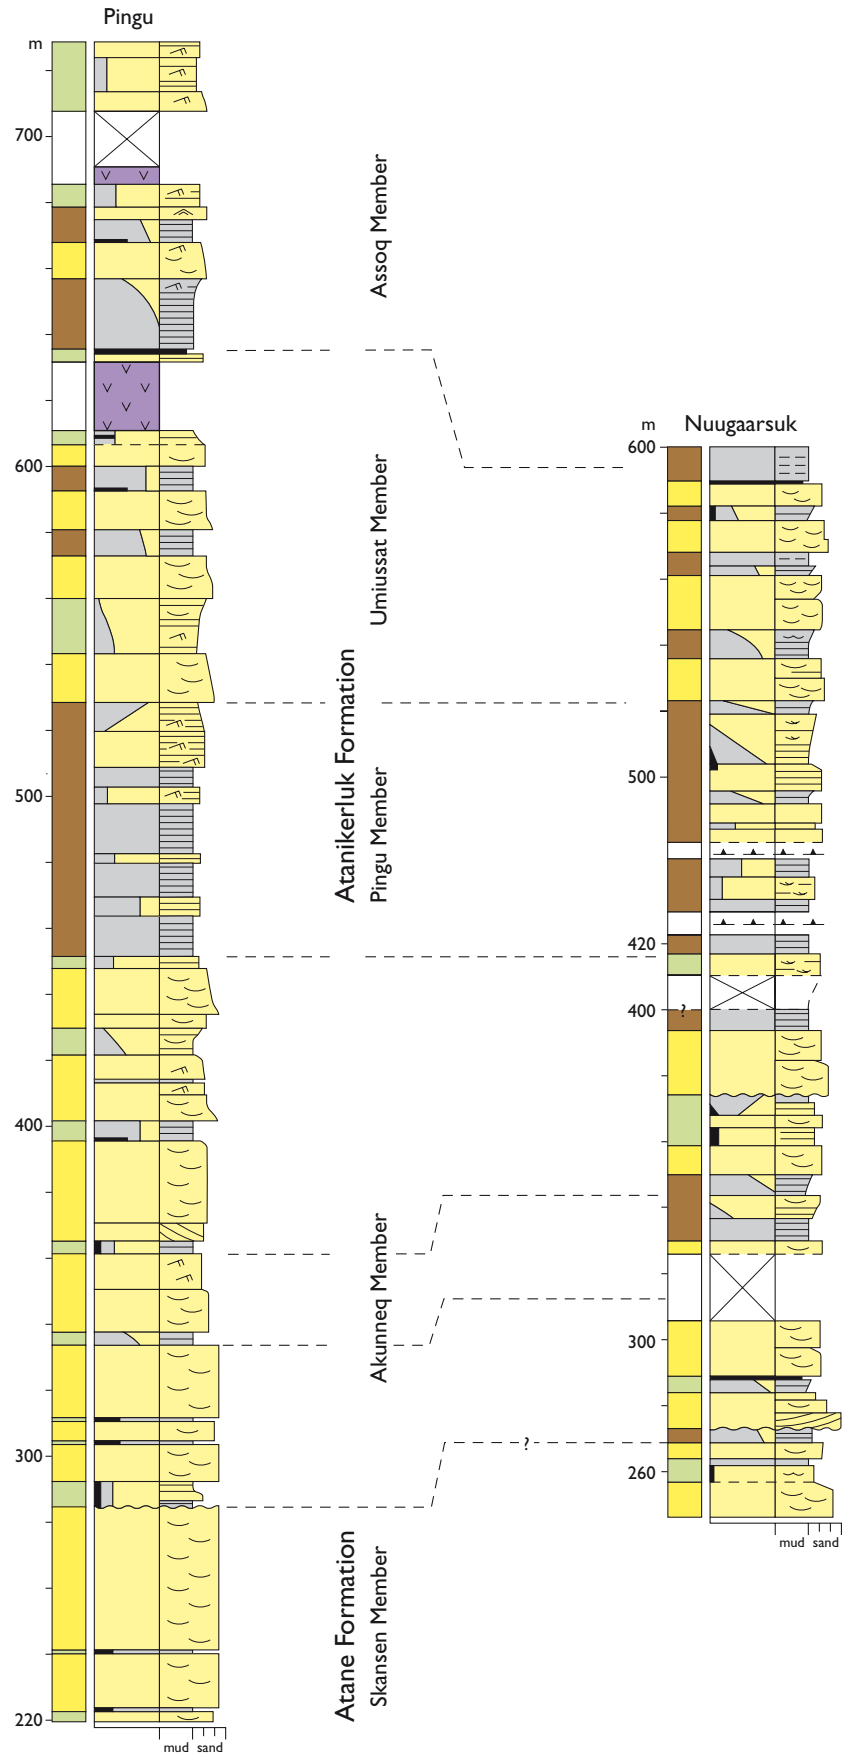 Pingu
m
700
600
500
400
300
220
mud sand
Assoq Member
Umiussat Member
Atanikerluk Formation
Pingu Member
Akunneq Member
Atane Formation
Skansen Member
?
Nuugaarsuk
m
600
500
420
400
?
300
260
mud sand